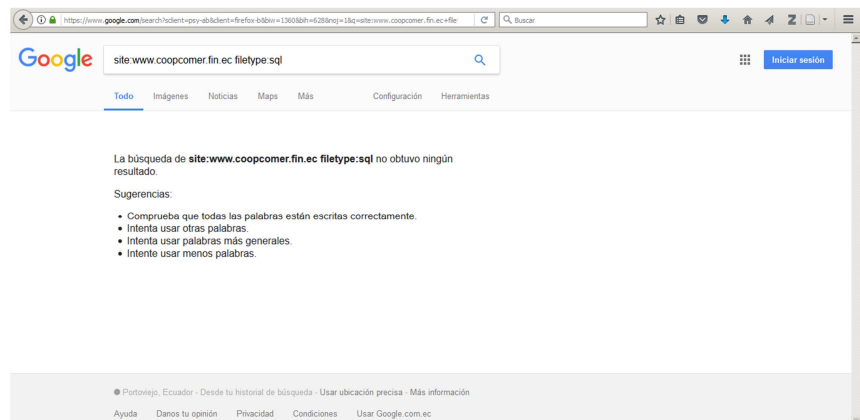 https://www.google.com/search?sclient=psy-ab&client=firefox-b&biw=1360&bih=628&noj=1&q=site:www.coopcomer.fin.ec+file
Buscar
Google
site:www.coopcomer.fin.ec filetype:sql
Iniciar sesión
Todo Imágenes Noticias Maps Más Configuración Herramientas
La búsqueda de site:www.coopcomer.fin.ec filetype:sql no obtuvo ningún
resultado.
Sugerencias:
• Comprueba que todas las palabras están escritas correctamente.
• Intenta usar otras palabras.
• Intenta usar palabras más generales.
• Intente usar menos palabras.
Portoviejo, Ecuador - Desde tu historial de búsqueda - Usar ubicación precisa - Más información
Ayuda Danos tu opinión Privacidad Condiciones Usar Google.com.ec